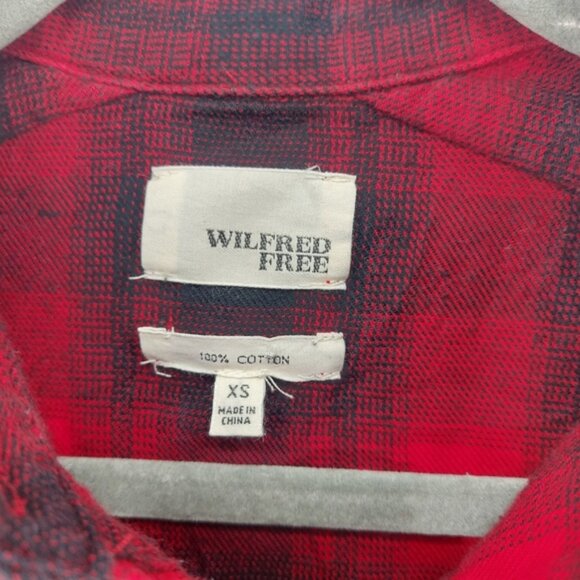 WILFRED
FREE
100% COTTON
XS
MADE IN
CHINA